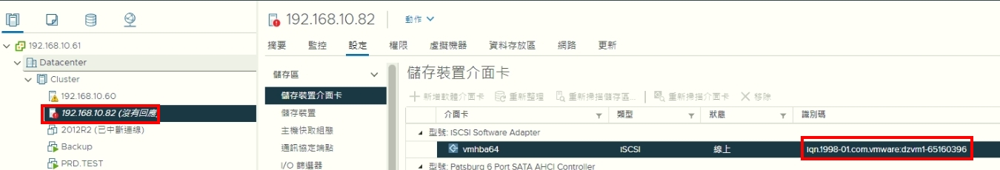 192.168.10.61
Datacenter
Cluster
192.168.10.60
192.168.10.82 (沒有回應)
2012R2 (已中斷連線)
Backup
PRD.TEST
192.168.10.82
動作
摘要 監控 設定 權限 虛擬機器 資料存放區 網路 更新
儲存區
儲存裝置介面卡
儲存裝置
主機快取組態
通訊協定端點
I/O 篩選器
儲存裝置介面卡
新增軟體介面卡 重新整理 重新掃描儲存區... 重新掃描介面卡 移除
介面卡 類型 狀態 識別碼
型號: iSCSI Software Adapter
vmhba64 iSCSI 線上 iqn.1998-01.com.vmware:dzvm1-65160396
型號: Patsburg 6 Port SATA AHCI Controller